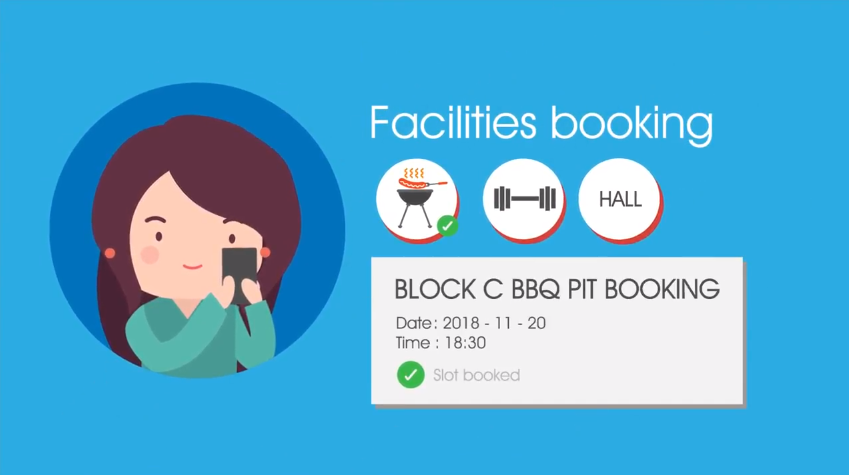 Facilities booking
HALL
BLOCK C BBQ PIT BOOKING
Date: 2018 - 11 - 20
Time : 18:30
Slot booked